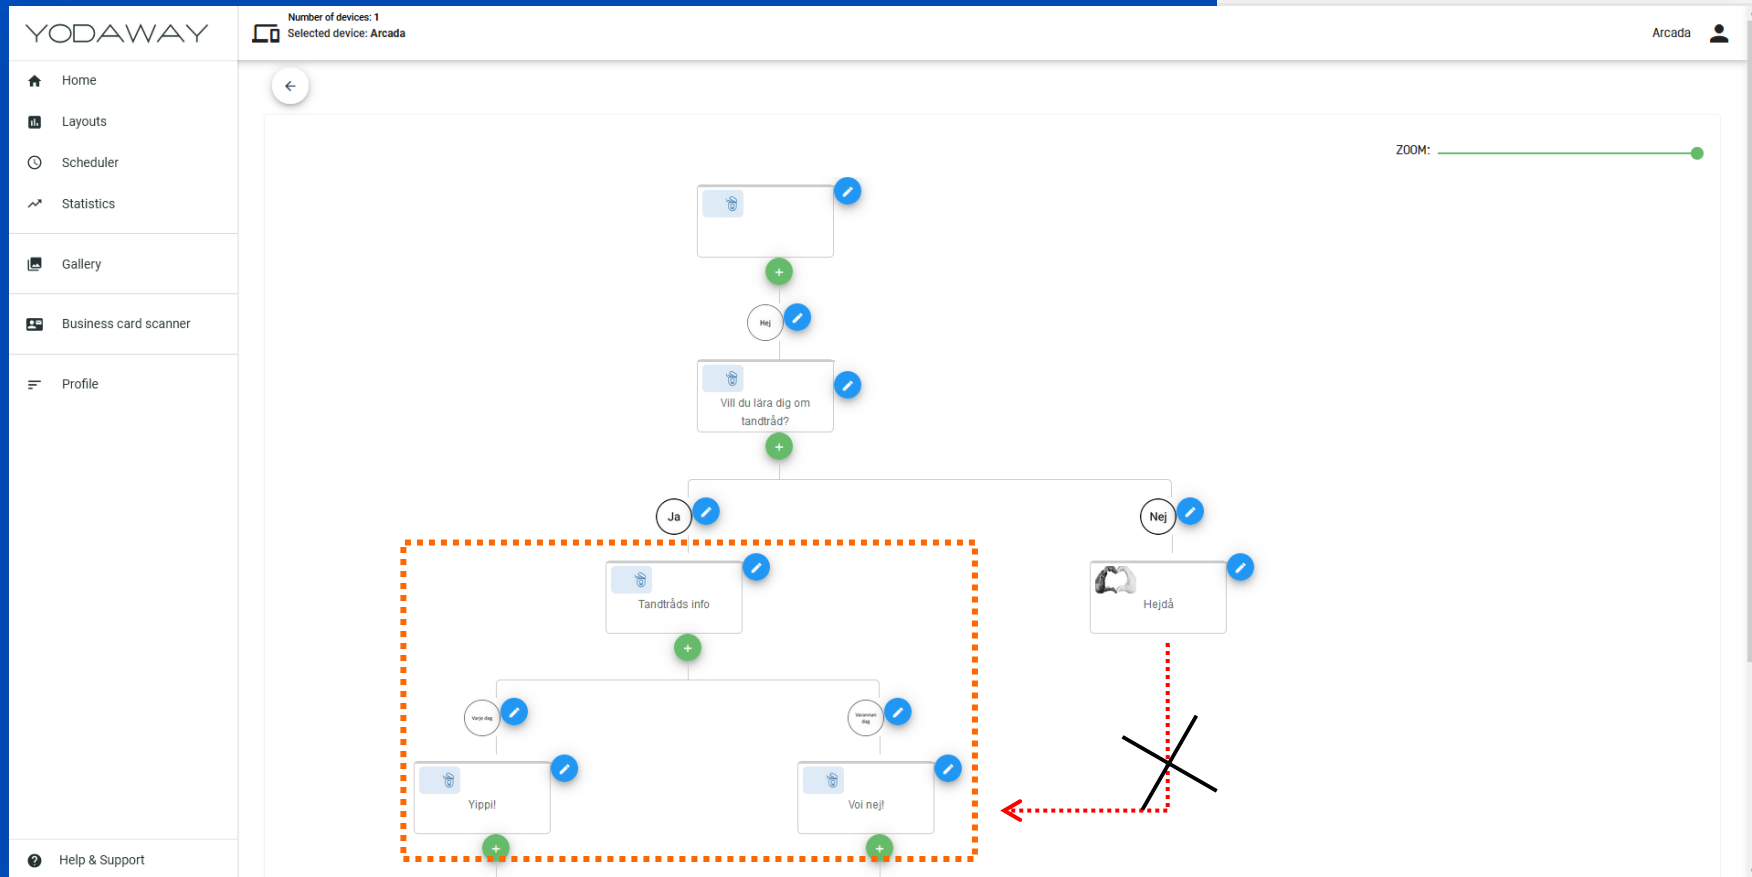 YODAWAY
Number of devices: 1
Selected device: Arcada
Arcada
Home
Layouts
Scheduler
Statistics
Gallery
Business card scanner
Profile
Help & Support
ZOOM:
Hej
Vill du lära dig om
tandtråd?
Ja
Nej
Tandtråds info
Hejdå
Varje dag
Varannan
dag
Yippi!
Voi nej!